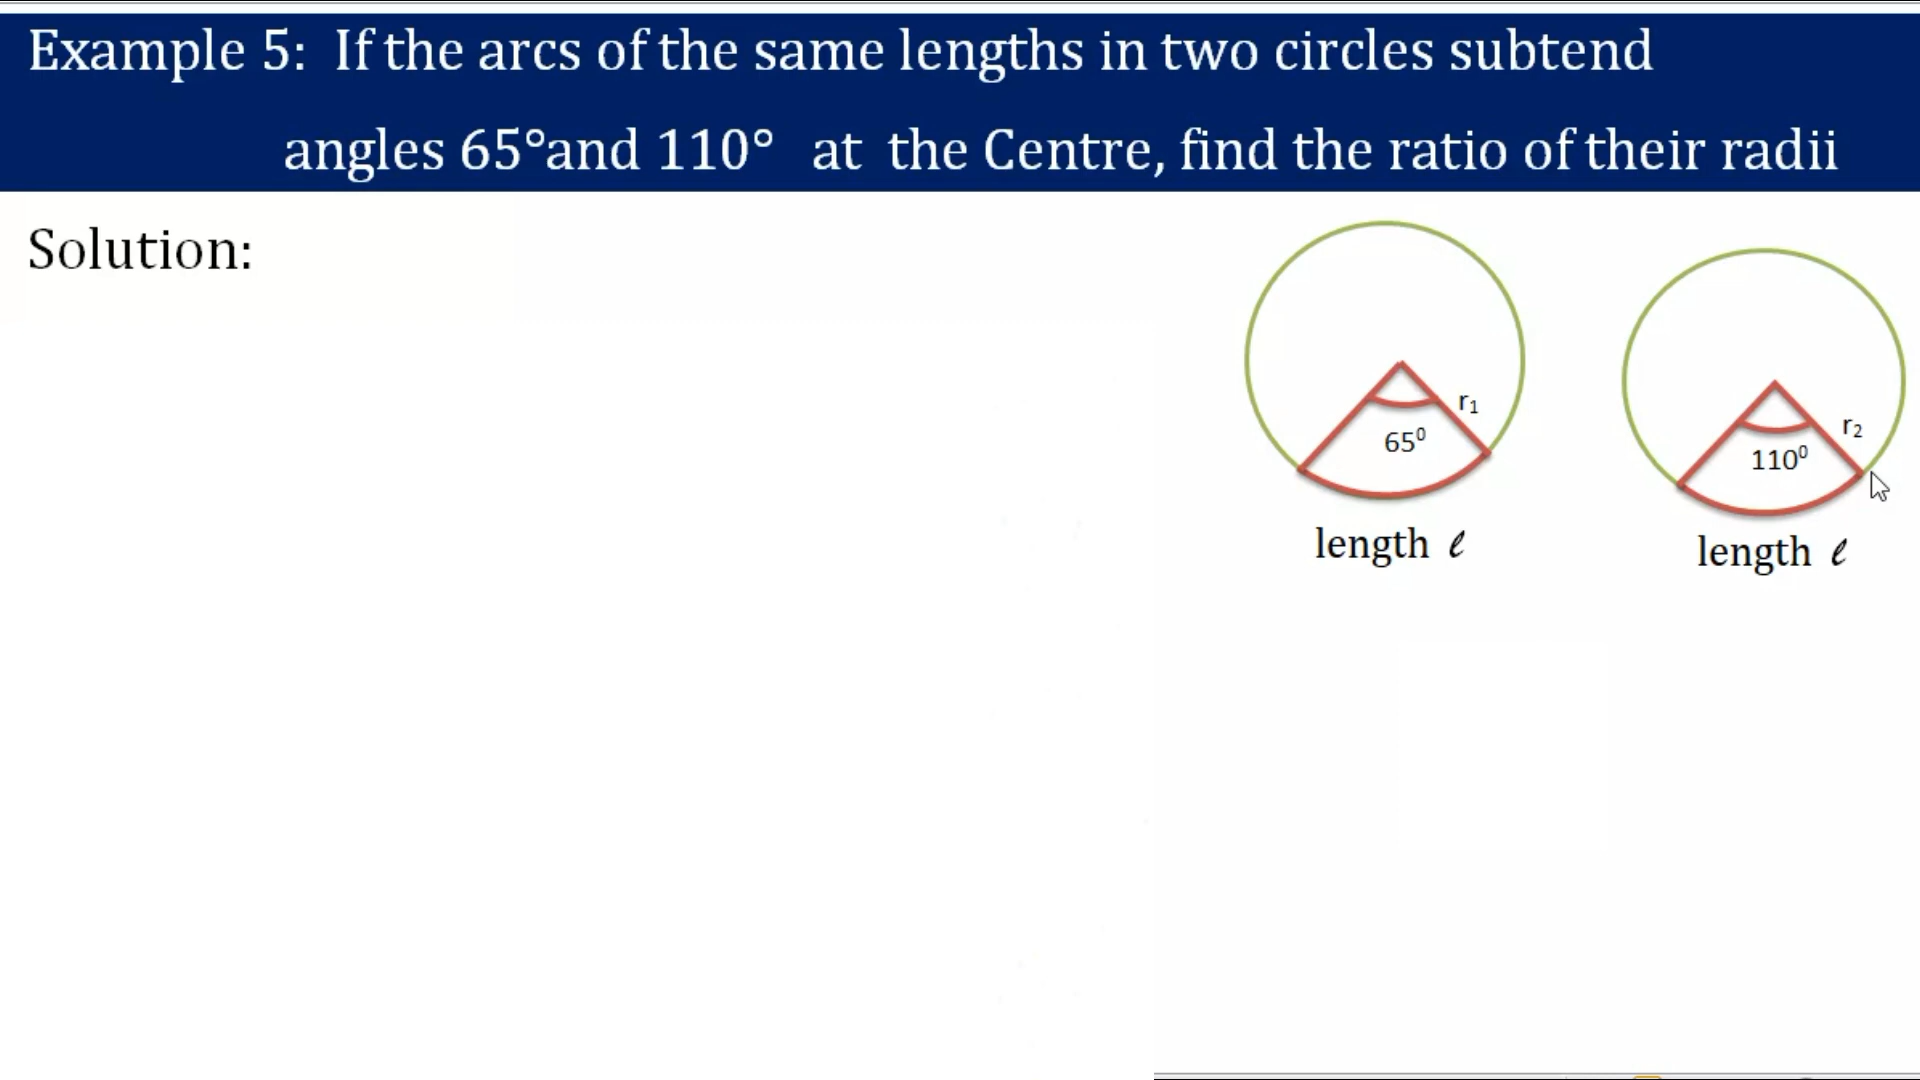 Example 5: If the arcs of the same lengths in two circles subtend
angles 65°and 110° at the Centre, find the ratio of their radii
Solution:
r₁
65⁰
length ℓ
r₂
110⁰
length ℓ